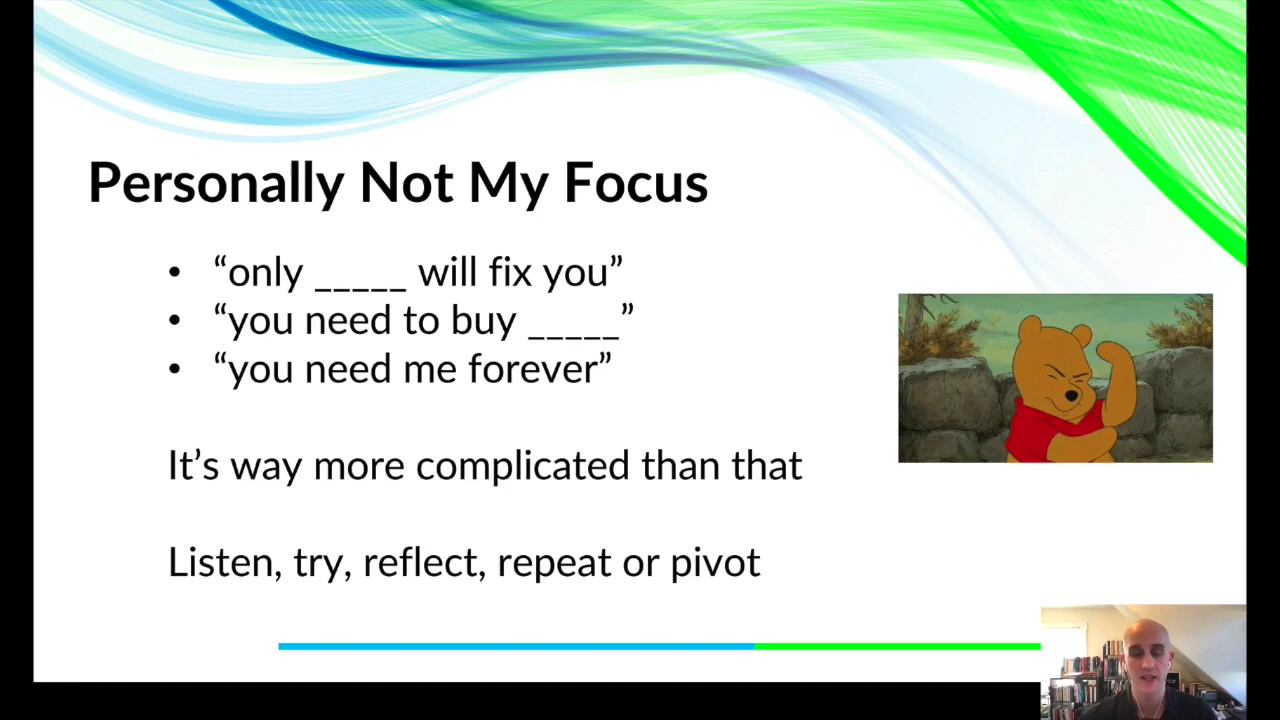 Personally Not My Focus
• “only _____ will fix you”
• “you need to buy _____”
• “you need me forever”
It’s way more complicated than that
Listen, try, reflect, repeat or pivot